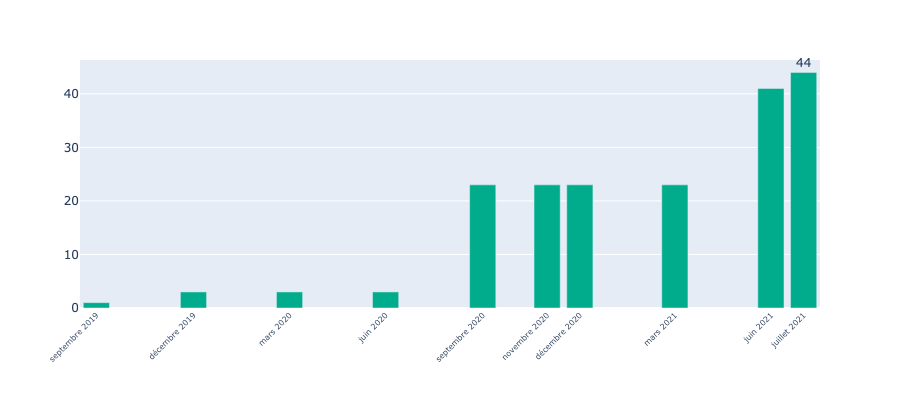 44
40
30
20
10
0
septembre 2019
décembre 2019
mars 2020
juin 2020
septembre 2020
novembre 2020
décembre 2020
mars 2021
juin 2021
juillet 2021